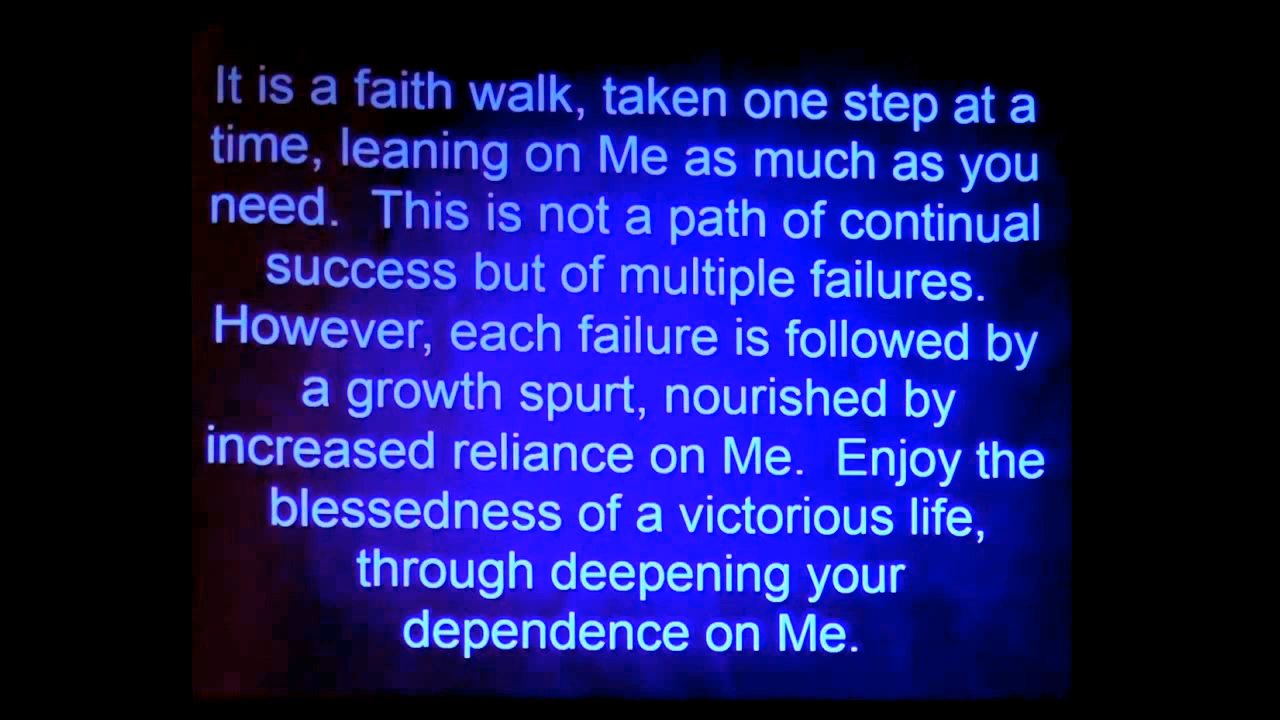 It is a faith walk, taken one step at a
time, leaning on Me as much as you
need.  This is not a path of continual
success but of multiple failures.
However, each failure is followed by
a growth spurt, nourished by
increased reliance on Me.  Enjoy the
blessedness of a victorious life,
through deepening your
dependence on Me.